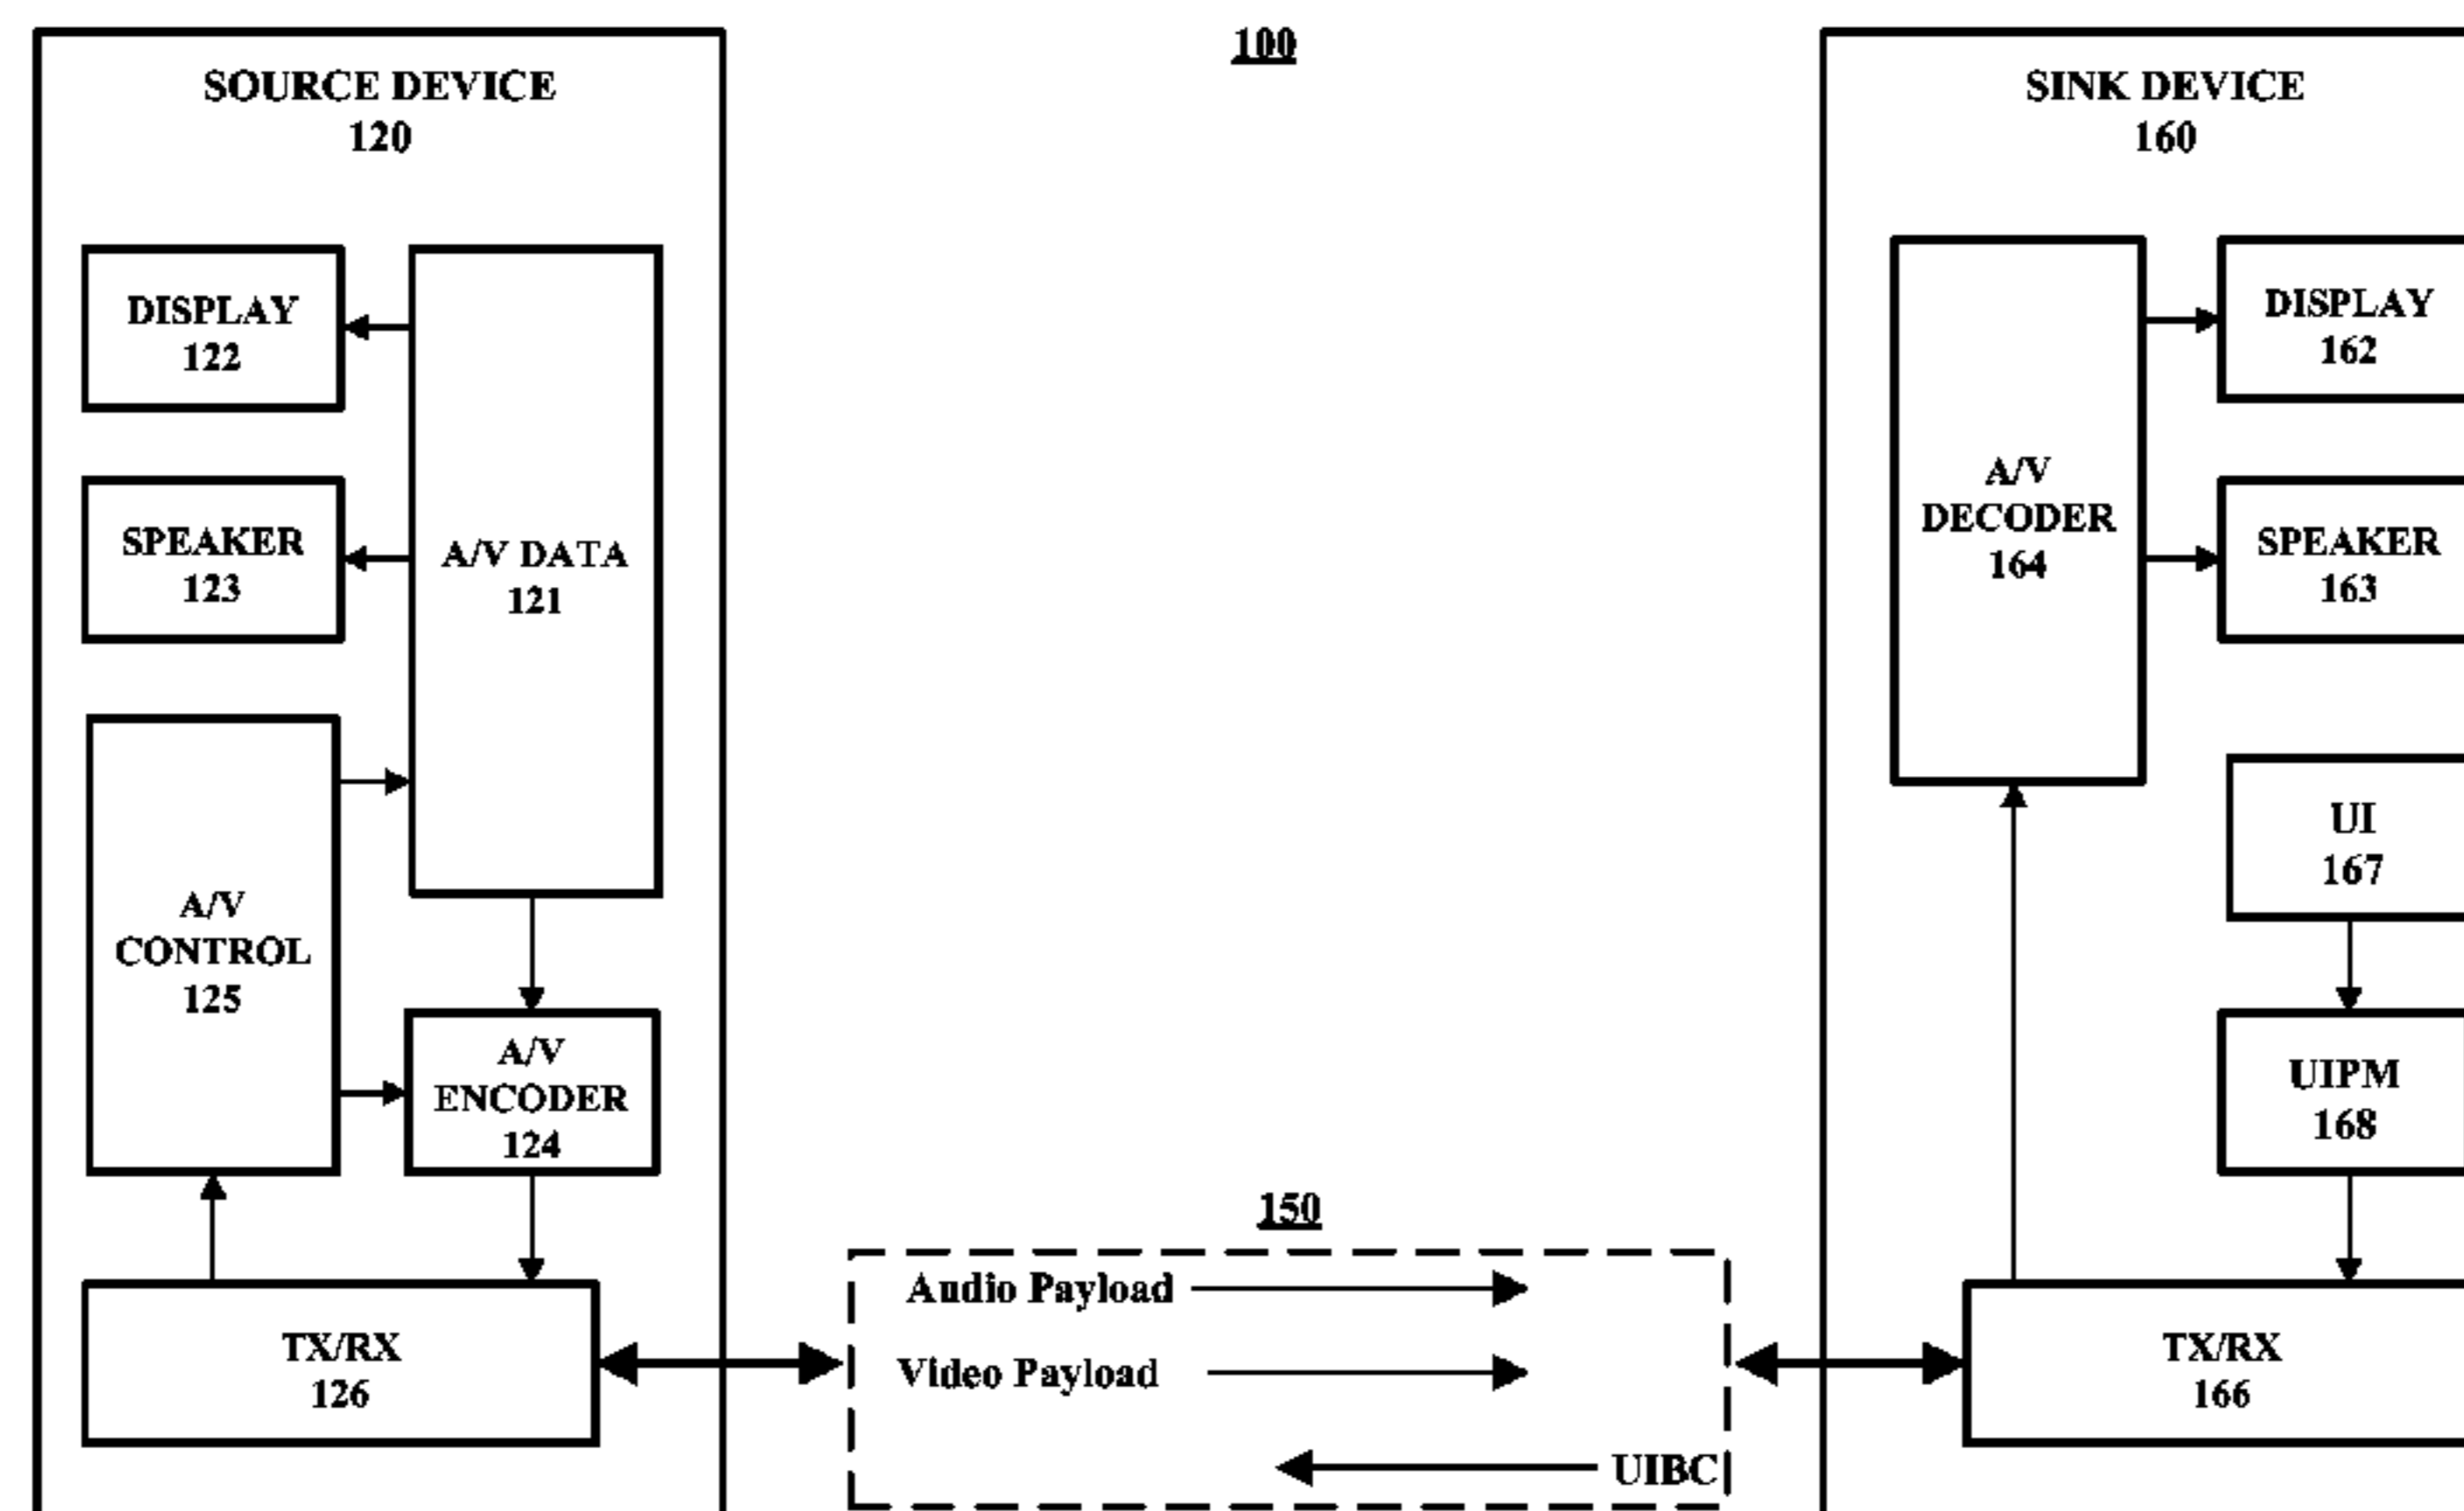 100
SOURCE DEVICE
120
DISPLAY
122
SPEAKER
123
A/V DATA
121
A/V
CONTROL
125
A/V
ENCODER
124
TX/RX
126
150
Audio Payload
Video Payload
UIBC
SINK DEVICE
160
A/V
DECODER
164
DISPLAY
162
SPEAKER
163
UI
167
UIPM
168
TX/RX
166